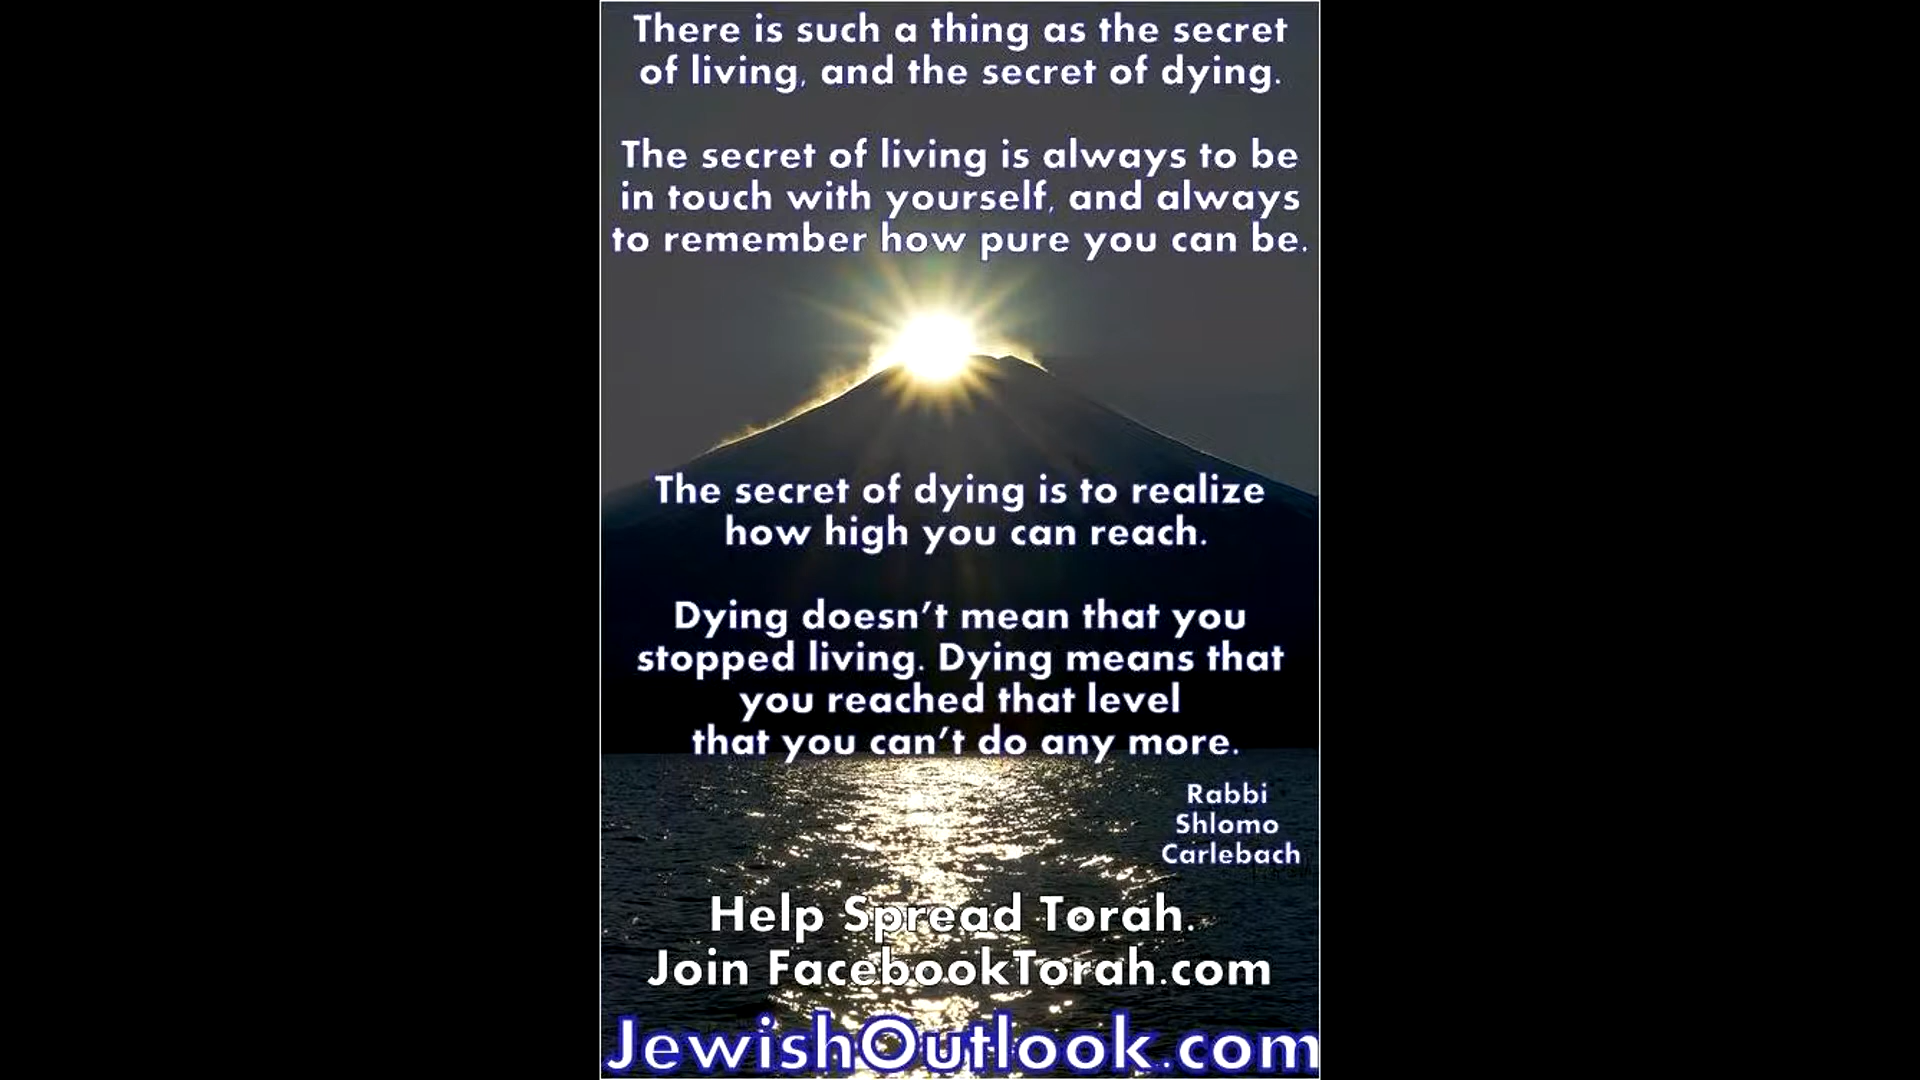 There is such a thing as the secret
of living, and the secret of dying.
The secret of living is always to be
in touch with yourself, and always
to remember how pure you can be.
The secret of dying is to realize
how high you can reach.
Dying doesn’t mean that you
stopped living. Dying means that
you reached that level
that you can’t do any more.
Rabbi
Shlomo
Carlebach
Help Spread Torah.
Join FacebookTorah.com
JewishOutlook.com